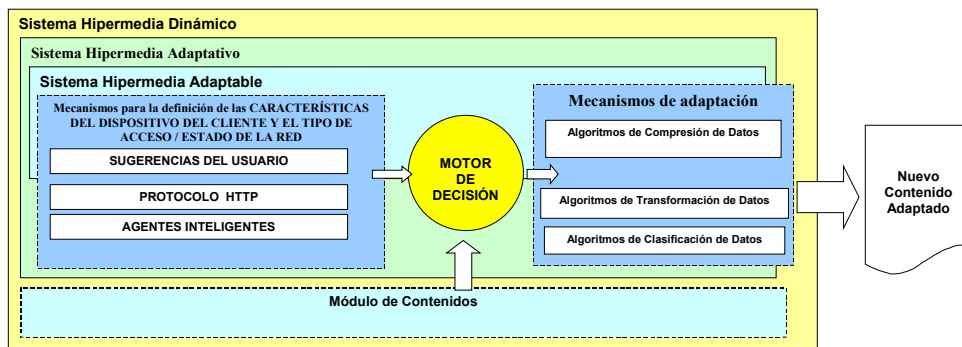 Sistema Hipermedia Dinámico
Sistema Hipermedia Adaptativo
Sistema Hipermedia Adaptable
Mecanismos para la definición de las CARACTERÍSTICAS
DEL DISPOSITIVO DEL CLIENTE Y EL TIPO DE
ACCESO / ESTADO DE LA RED
SUGERENCIAS DEL USUARIO
PROTOCOLO HTTP
AGENTES INTELIGENTES
MOTOR
DE
DECISIÓN
Mecanismos de adaptación
Algoritmos de Compresión de Datos
Algoritmos de Transformación de Datos
Algoritmos de Clasificación de Datos
Nuevo
Contenido
Adaptado
Módulo de Contenidos